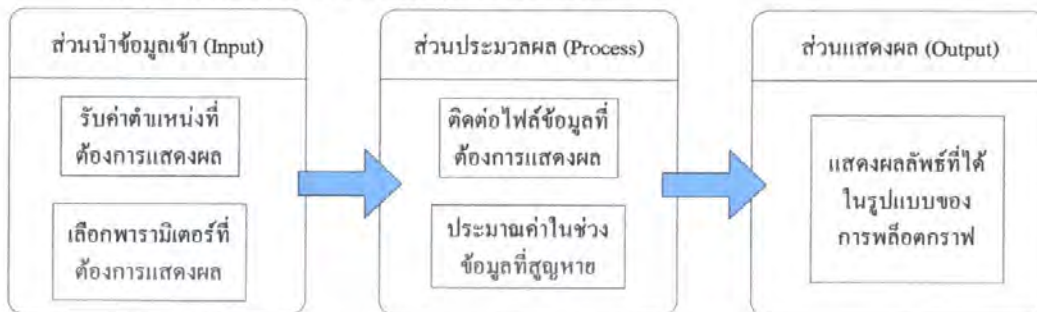 ส่วนนำข้อมูลเข้า (Input)
รับค่าตำแหน่งที่
ต้องการแสดงผล
เลือกพารามิเตอร์ที่
ต้องการแสดงผล
ส่วนประมวลผล (Process)
ติดต่อไฟล์ข้อมูลที่
ต้องการแสดงผล
ประมาณค่าในช่วง
ข้อมูลที่สูญหาย
ส่วนแสดงผล (Output)
แสดงผลลัพธ์ที่ได้
ในรูปแบบของ
การพล็อตกราฟ